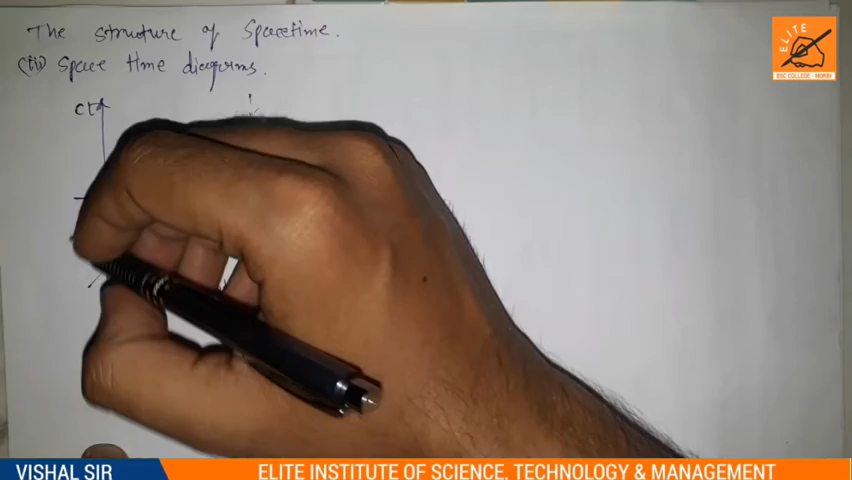 The structure of Spacetime.
(iii) Space time diagrams.
ct
ELITE
BSC COLLEGE - MORBI
VISHAL SIR
ELITE INSTITUTE OF SCIENCE, TECHNOLOGY & MANAGEMENT